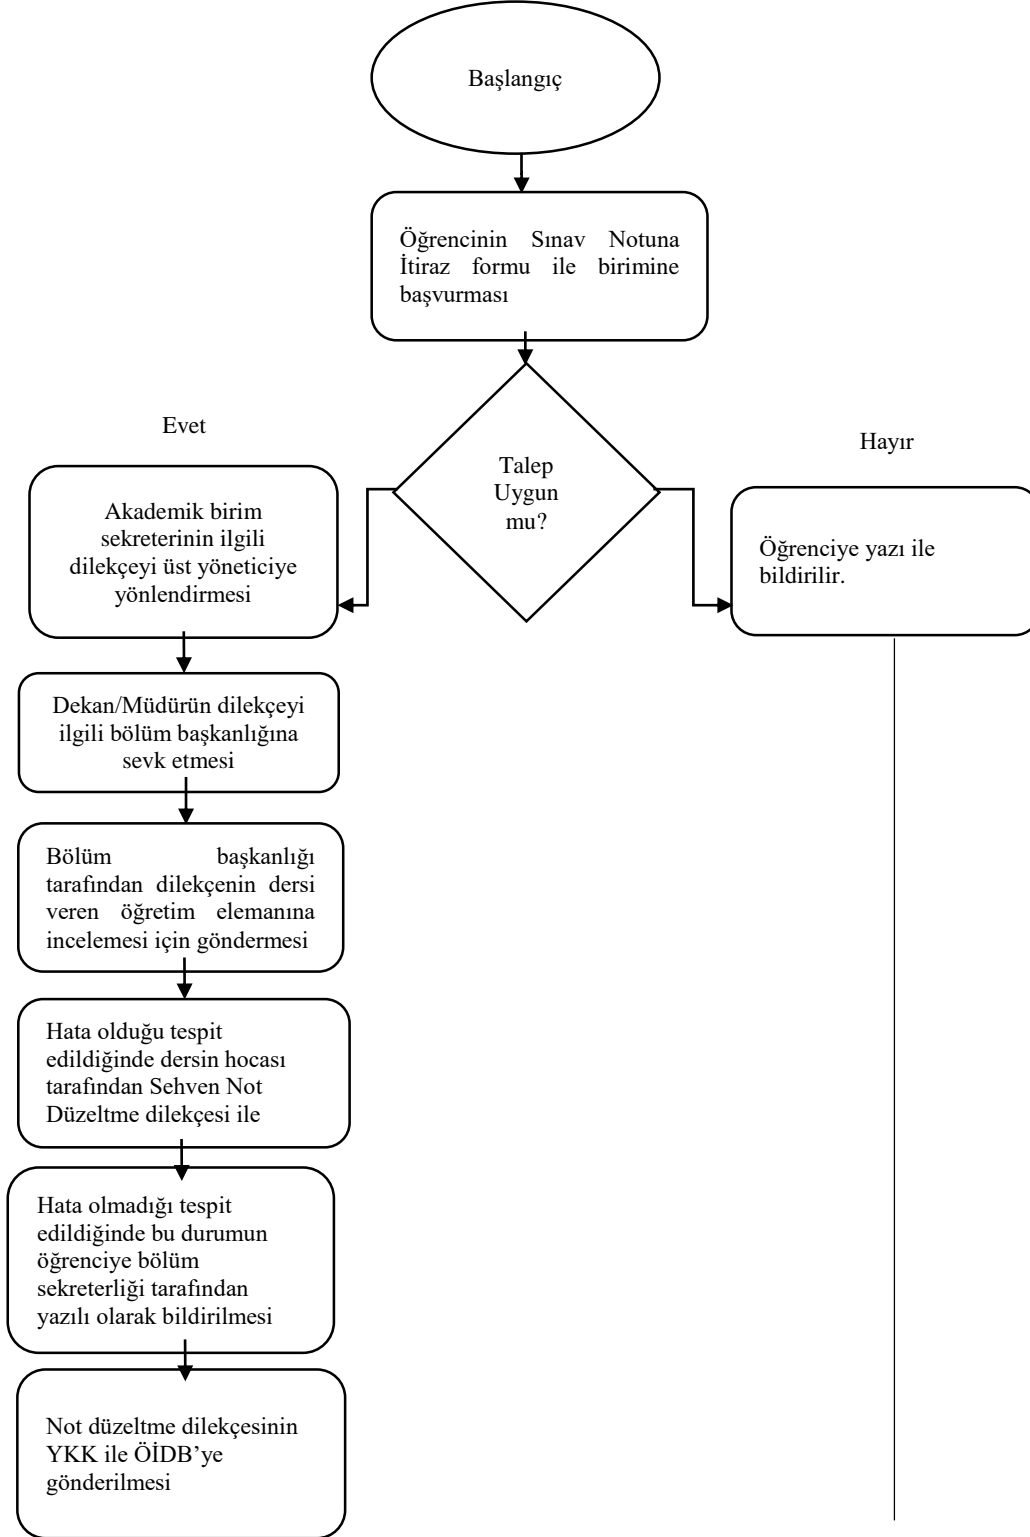 Başlangıç
Öğrencinin Sınav Notuna
İtiraz formu ile birimine
başvurması
Evet
Hayır
Talep
Uygun
mu?
Akademik birim
sekreterinin ilgili
dilekçeyi üst yöneticiye
yönlendirmesi
Öğrenciye yazı ile
bildirilir.
Dekan/Müdürün dilekçeyi
ilgili bölüm başkanlığına
sevk etmesi
Bölüm başkanlığı
tarafından dilekçenin dersi
veren öğretim elemanına
incelemesi için göndermesi
Hata olduğu tespit
edildiğinde dersin hocası
tarafından Sehven Not
Düzeltme dilekçesi ile
Hata olmadığı tespit
edildiğinde bu durumun
öğrenciye bölüm
sekreterliği tarafından
yazılı olarak bildirilmesi
Not düzeltme dilekçesinin
YKK ile ÖİDB’ye
gönderilmesi